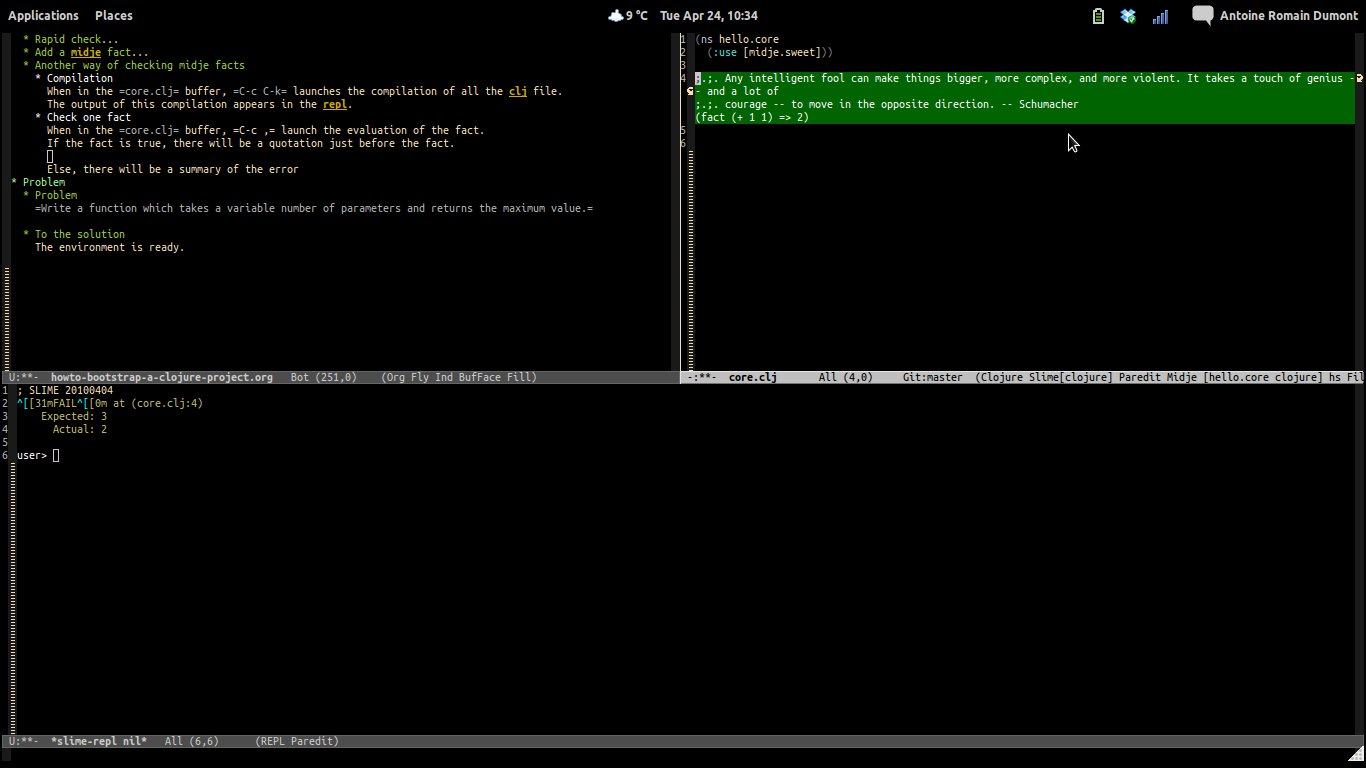 Applications Places 9 °C Tue Apr 24, 10:34 Antoine Romain Dumont
* Rapid check...
* Add a midje fact...
* Another way of checking midje facts
* Compilation
When in the =core.clj= buffer, =C-c C-k= launches the compilation of all the clj file.
The output of this compilation appears in the repl.
* Check one fact
When in the =core.clj= buffer, =C-c ,= launch the evaluation of the fact.
If the fact is true, there will be a quotation just before the fact.
Else, there will be a summary of the error
* Problem
* Problem
=Write a function which takes a variable number of parameters and returns the maximum value.=
* To the solution
The environment is ready.
U:**- howto-bootstrap-a-clojure-project.org Bot (251,0) (Org Fly Ind BufFace Fill)
1 (ns hello.core
2 (:use [midje.sweet]))
3
4 ;.;. Any intelligent fool can make things bigger, more complex, and more violent. It takes a touch of genius -
- and a lot of
;.;. courage -- to move in the opposite direction. -- Schumacher
(fact (+ 1 1) => 2)
5
6
-:**- core.clj All (4,0) Git:master (Clojure Slime[clojure] Paredit Midje [hello.core clojure] hs Fil
1 ; SLIME 20100404
2 ^[[31mFAIL^[[0m at (core.clj:4)
3 Expected: 3
4 Actual: 2
5
6 user>
U:**- *slime-repl nil* All (6,6) (REPL Paredit)